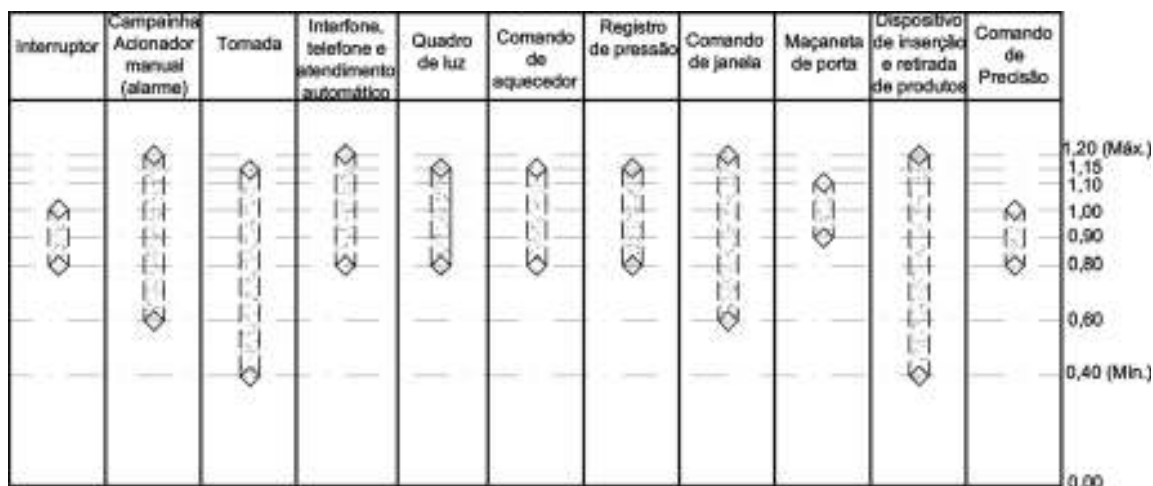 Interruptor
Campainha
Acionador
manual
(alarme)
Tomada
Interfone,
telefone e
atendimento
automático
Quadro
de luz
Comando
de
aquecedor
Registro
de pressão
Comando
de janela
Maçaneta
de porta
Dispositivo
de inserção
e retirada
de produtos
Comando
de
Precisão
1,20 (Máx.)
1,15
1,10
1,00
0,90
0,80
0,60
0,40 (Mín.)
0,00